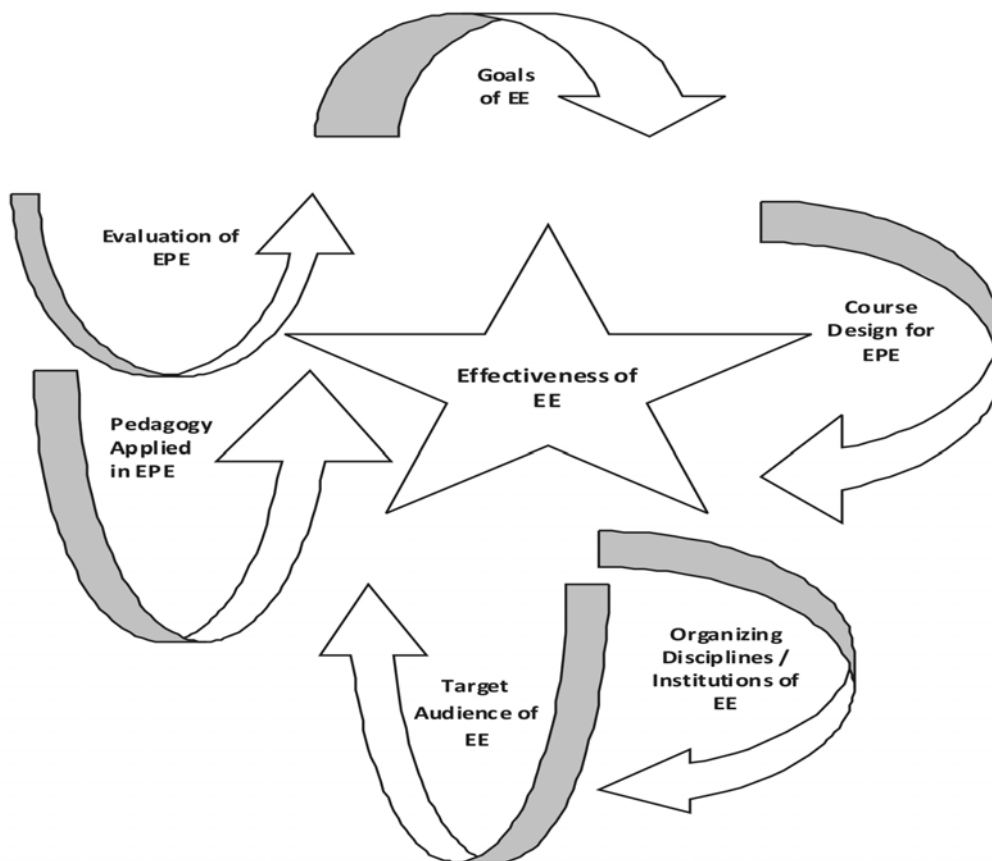 Goals
of EE
Evaluation of
EPE
Course
Design for
EPE
Effectiveness of
EE
Pedagogy
Applied
in EPE
Organizing
Disciplines /
Institutions of
EE
Target
Audience of
EE